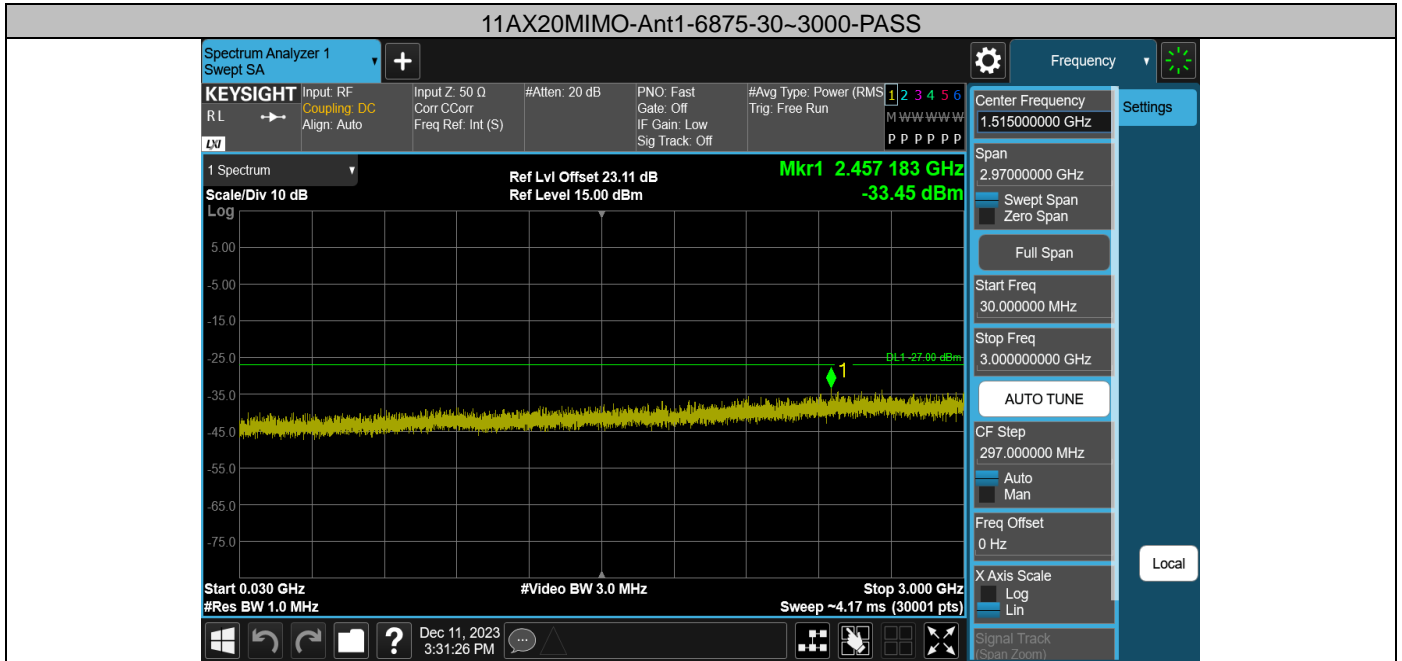 11AX20MIMO-Ant1-6875-30~3000-PASS
Spectrum Analyzer 1
Swept SA
Frequency
KEYSIGHT
R L
LXI
Input: RF
Coupling: DC
Align: Auto
Input Z: 50 Ω
Corr CCorr
Freq Ref: Int (S)
#Atten: 20 dB
PNO: Fast
Gate: Off
IF Gain: Low
Sig Track: Off
#Avg Type: Power (RMS
Trig: Free Run
1 2 3 4 5 6
M W W W W W
P P P P P P
1 Spectrum
Scale/Div 10 dB
Ref Lvl Offset 23.11 dB
Ref Level 15.00 dBm
Mkr1 2.457 183 GHz
-33.45 dBm
Log
5.00
-5.00
-15.0
-25.0
-35.0
-45.0
-55.0
-65.0
-75.0
DL1 -27.00 dBm
1
Start 0.030 GHz
#Res BW 1.0 MHz
#Video BW 3.0 MHz
Stop 3.000 GHz
Sweep ~4.17 ms (30001 pts)
Center Frequency
1.515000000 GHz
Settings
Span
2.97000000 GHz
Swept Span
Zero Span
Full Span
Start Freq
30.000000 MHz
Stop Freq
3.000000000 GHz
AUTO TUNE
CF Step
297.000000 MHz
Auto
Man
Freq Offset
0 Hz
X Axis Scale
Log
Lin
Signal Track
(Span Zoom)
Local
?
Dec 11, 2023
3:31:26 PM